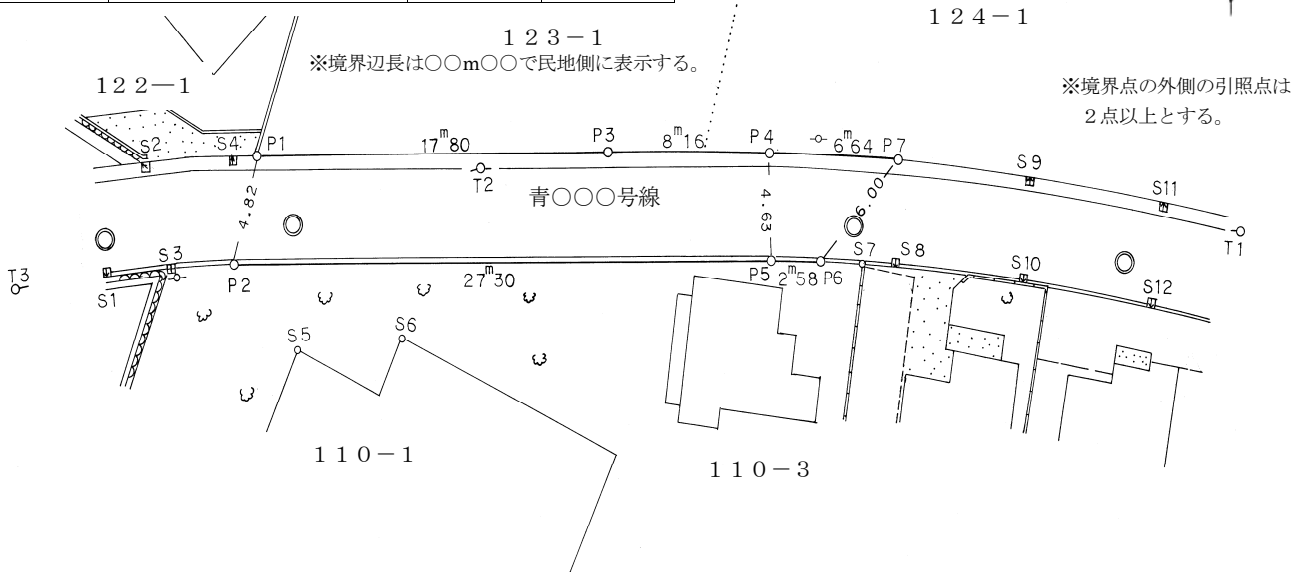 124-1
123-1
※境界辺長は○○m○○で民地側に表示する。
122―1
※境界点の外側の引照点は
2点以上とする。
S2
S4
P1
17m80
P3
8m16
P4
6m64
P7
S9
S11
T2
青○○○号線
4.82
4.63
6.00
T1
T3
S1
S3
P2
27m30
P5
2m58
P6
S7
S8
S10
S12
S5
S6
110-1
110-3